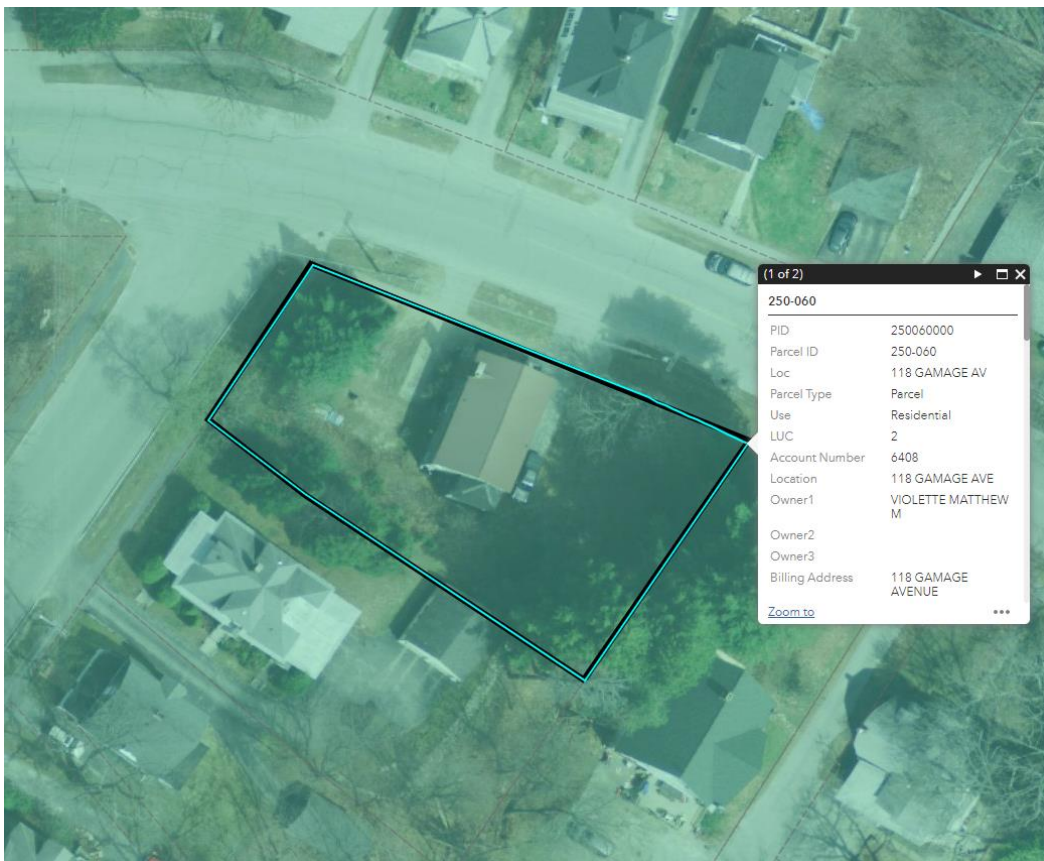 (1 of 2)
250-060
PID 250060000
Parcel ID 250-060
Loc 118 GAMAGE AV
Parcel Type Parcel
Use Residential
LUC 2
Account Number 6408
Location 118 GAMAGE AVE
Owner1 VIOLETTE MATTHEW
M
Owner2
Owner3
Billing Address 118 GAMAGE
AVENUE
Zoom to